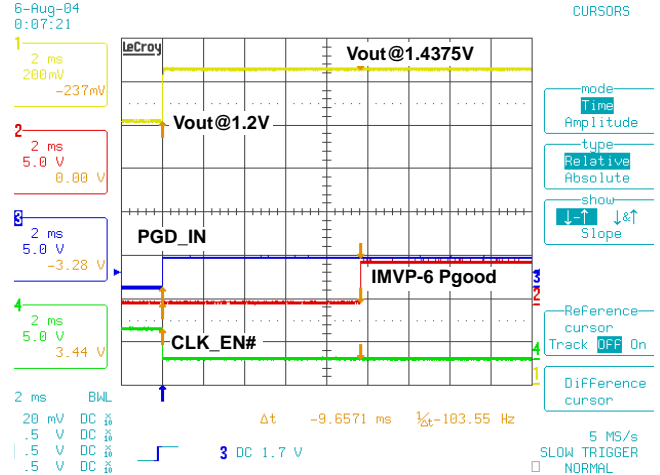 6-Aug-04
0:07:21
CURSORS
LeCroy
1
2 ms
200mV
-237mV
Vout@1.4375V
Vout@1.2V
mode
Time
Amplitude
2
2 ms
5.0 V
0.00 V
type
Relative
Absolute
show
↓-↑ ↓&↑
Slope
3
2 ms
5.0 V
-3.28 V
PGD_IN
IMVP-6 Pgood
3
2
4
2 ms
5.0 V
3.44 V
CLK_EN#
4
1
Reference
cursor
Track OFF On
Difference
cursor
2 ms BWL
20 mV DC
.5 V DC
.5 V DC
.5 V DC
Δt -9.6571 ms 1/Δt -103.55 Hz
3 DC 1.7 V
5 MS/s
SLOW TRIGGER
NORMAL